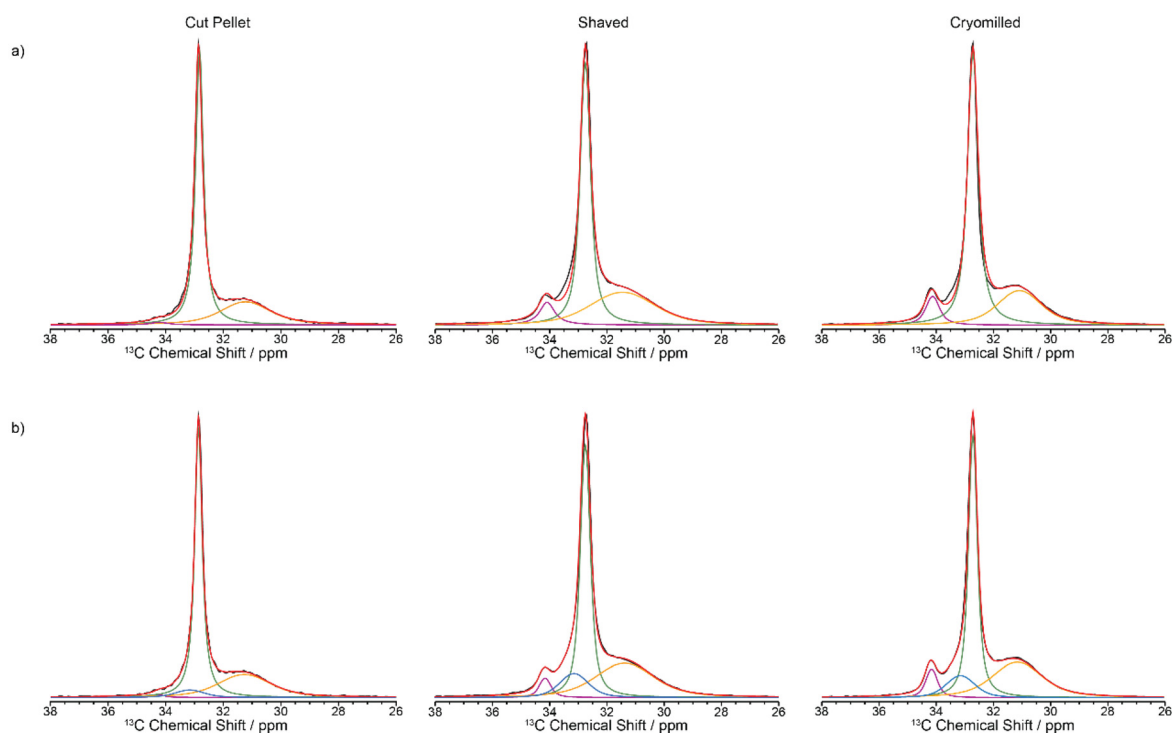 Cut Pellet Shaved Cryomilled
a)
38 36 34 32 30 28 26 38 36 34 32 30 28 26 38 36 34 32 30 28 26
¹³C Chemical Shift / ppm ¹³C Chemical Shift / ppm ¹³C Chemical Shift / ppm
b)
38 36 34 32 30 28 26 38 36 34 32 30 28 26 38 36 34 32 30 28 26
¹³C Chemical Shift / ppm ¹³C Chemical Shift / ppm ¹³C Chemical Shift / ppm